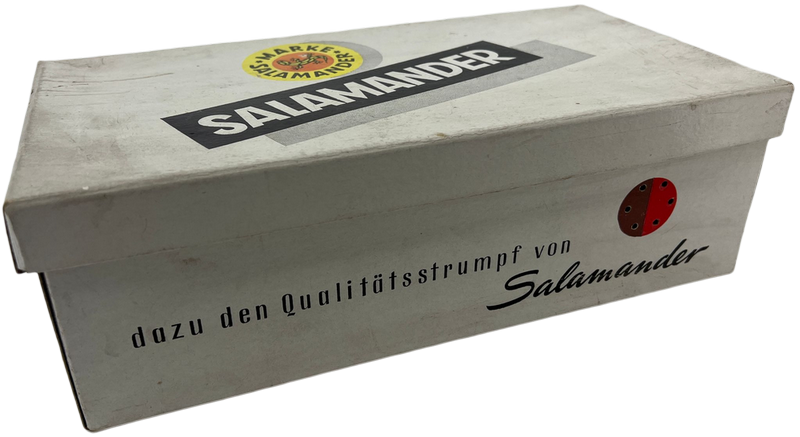 MARKE
SALAMANDER
SALAMANDER
dazu den Qualitätsstrumpf von
Salamander